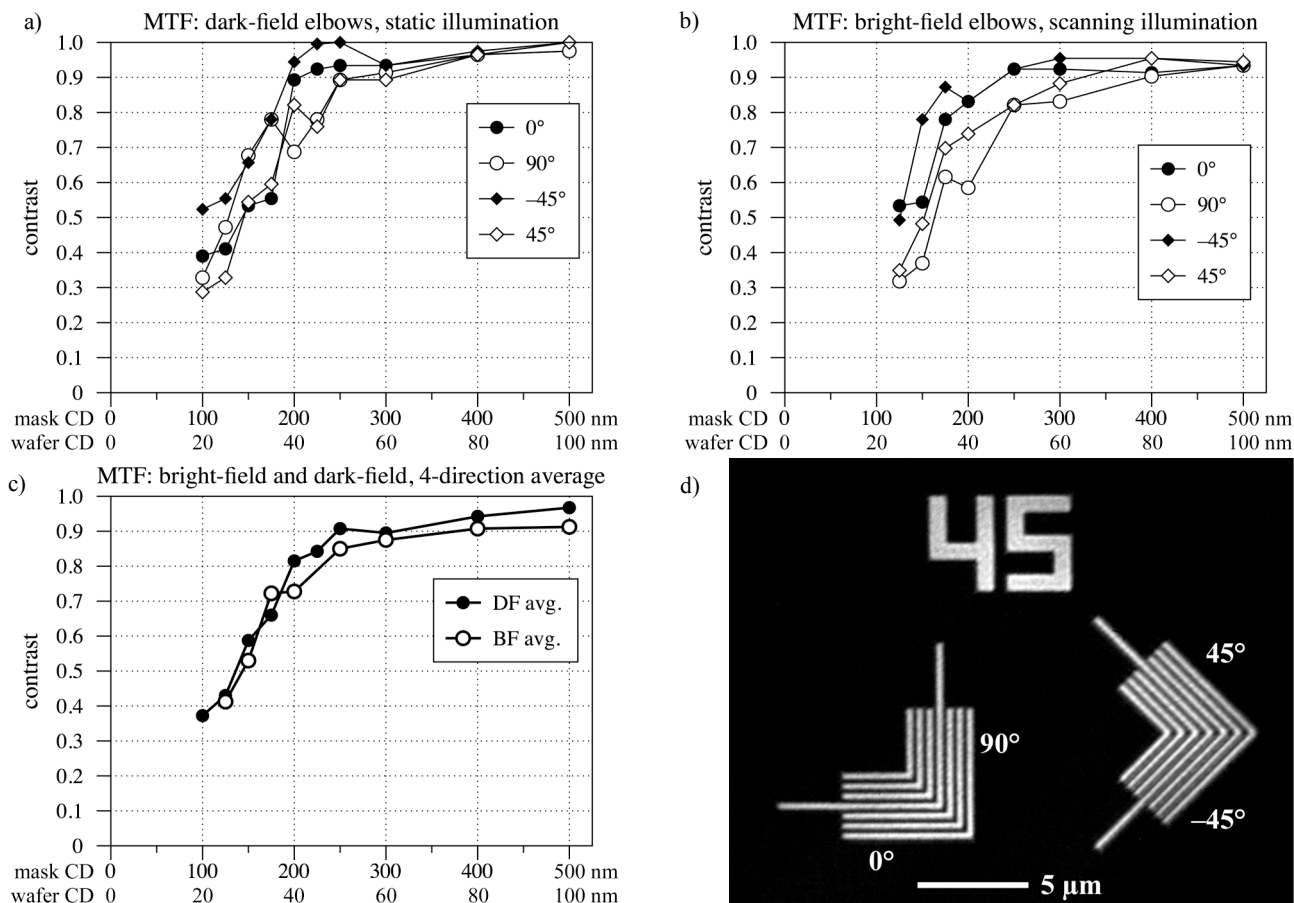 a)
MTF: dark-field elbows, static illumination
1.0
0.9
0.8
0.7
0.6
0.5
0.4
0.3
0.2
0.1
0
contrast
0°
90°
–45°
45°
mask CD 0 100 200 300 400 500 nm
wafer CD 0 20 40 60 80 100 nm
b)
MTF: bright-field elbows, scanning illumination
1.0
0.9
0.8
0.7
0.6
0.5
0.4
0.3
0.2
0.1
0
contrast
0°
90°
–45°
45°
mask CD 0 100 200 300 400 500 nm
wafer CD 0 20 40 60 80 100 nm
c)
MTF: bright-field and dark-field, 4-direction average
1.0
0.9
0.8
0.7
0.6
0.5
0.4
0.3
0.2
0.1
0
contrast
DF avg.
BF avg.
mask CD 0 100 200 300 400 500 nm
wafer CD 0 20 40 60 80 100 nm
d)
45
45°
90°
–45°
0°
5 μm